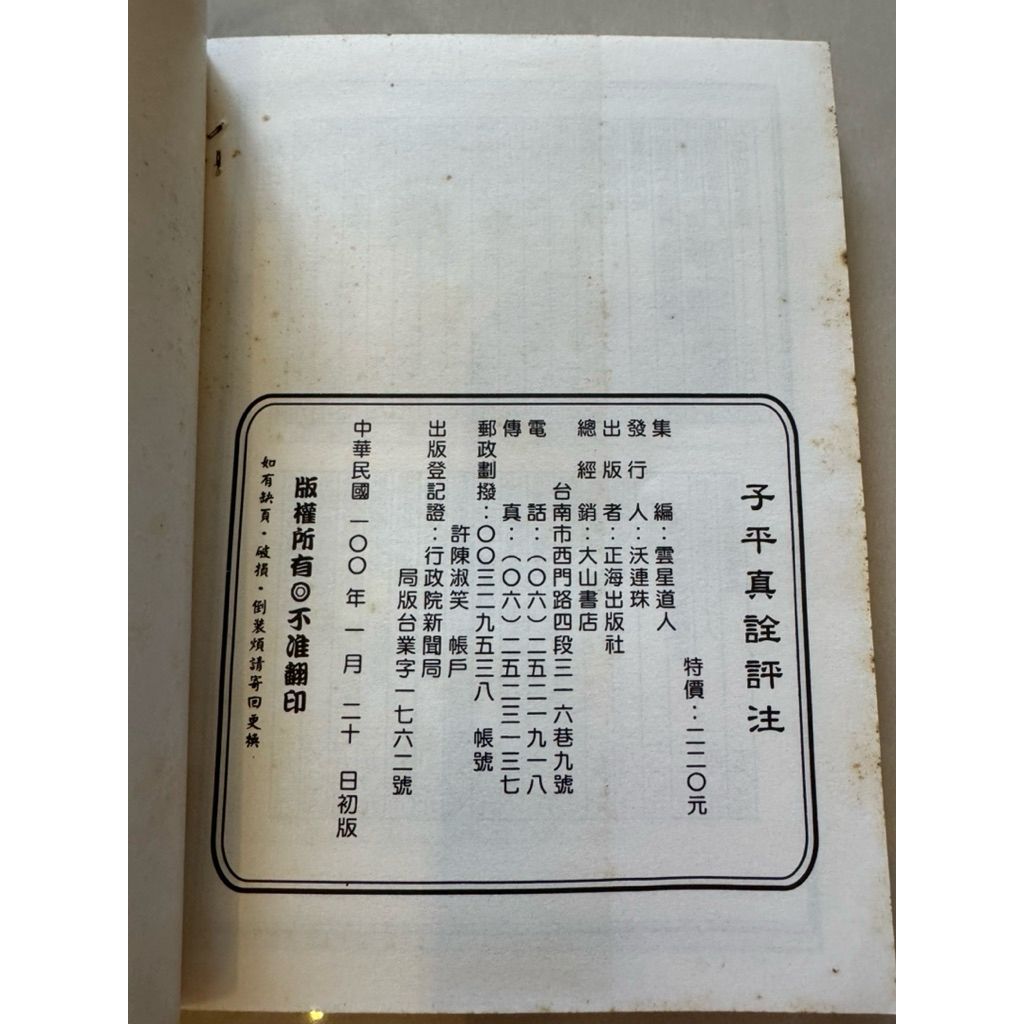 子平真詮評注
特價：二二〇元
集編：雲星道人
發行人：沃連珠
出版者：正海出版社
總經銷：大山書店
台南市西門路四段三一六巷九號
電話：（〇六）二五二一九一八
傳真：（〇六）二五二三一三七
郵政劃撥：〇〇三二九五三八 帳號
許陳淑笑 帳戶
出版登記證：行政院新聞局
局版台業字一七六二號
中華民國一〇〇年一月二十日初版
版權所有◎不准翻印
如有缺頁・破損・倒裝煩請寄回更換